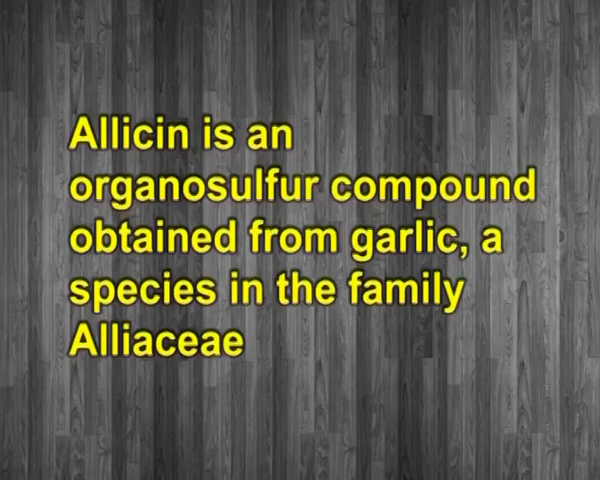 Allicin is an
organosulfur compound
obtained from garlic, a
species in the family
Alliaceae